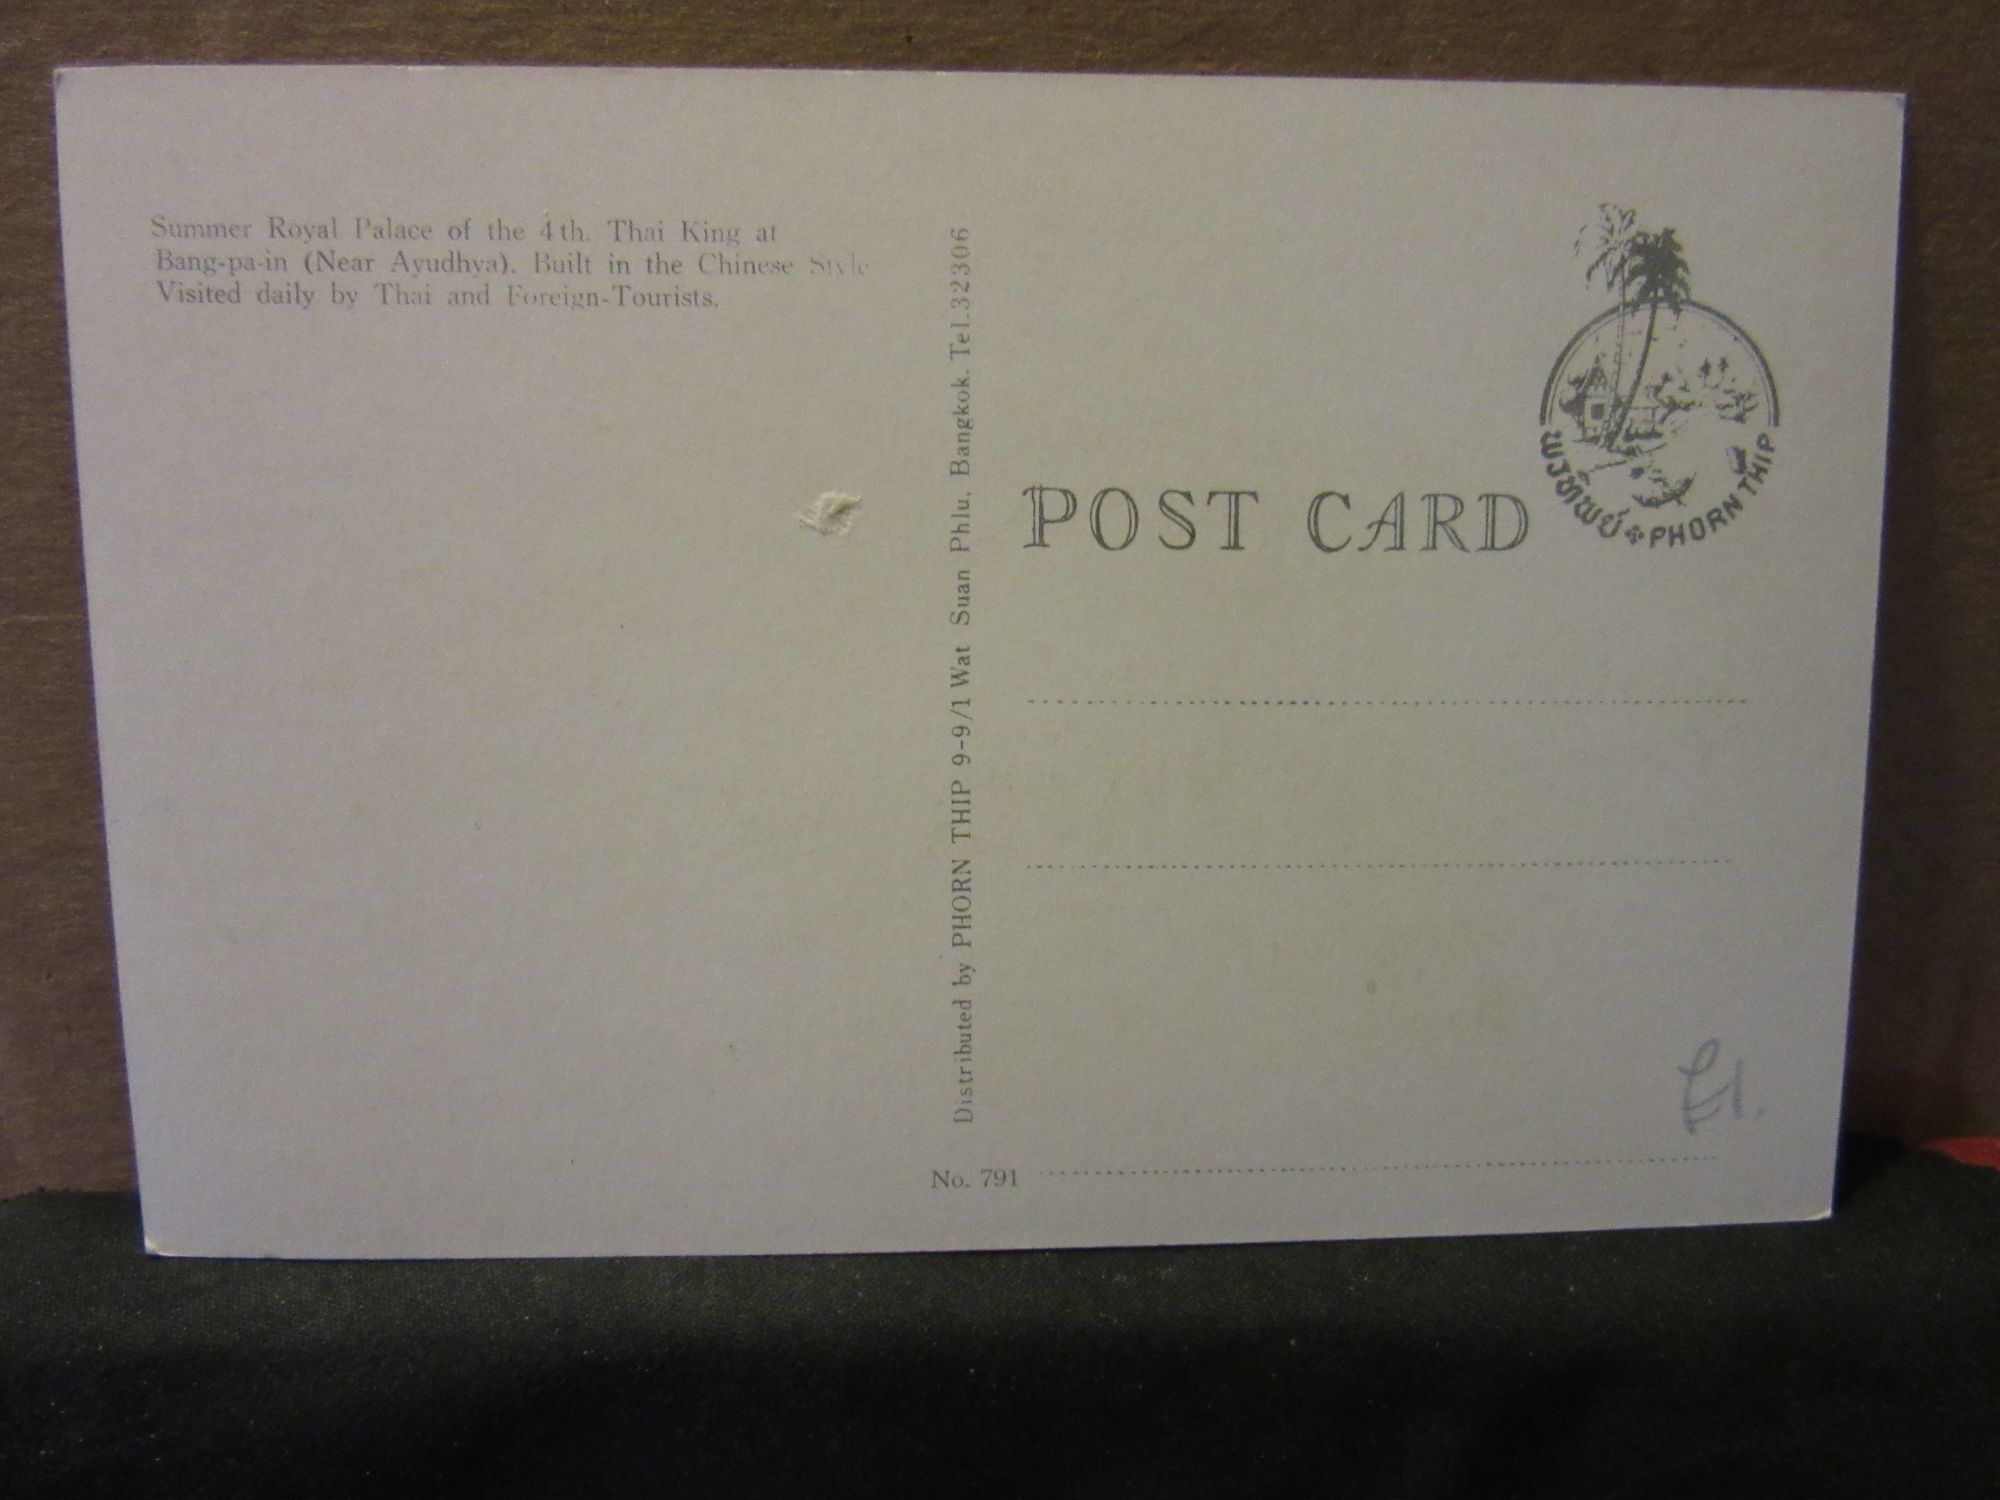 Summer Royal Palace of the 4th. Thai King at
Bang-pa-in (Near Ayudhya). Built in the Chinese Style
Visited daily by Thai and Foreign-Tourists.
Distributed by PHORN THIP 9-9/1 Wat Suan Phlu. Bangkok. Tel.32306
POST CARD
พรทิพย์ PHORN THIP
No. 791
£1.